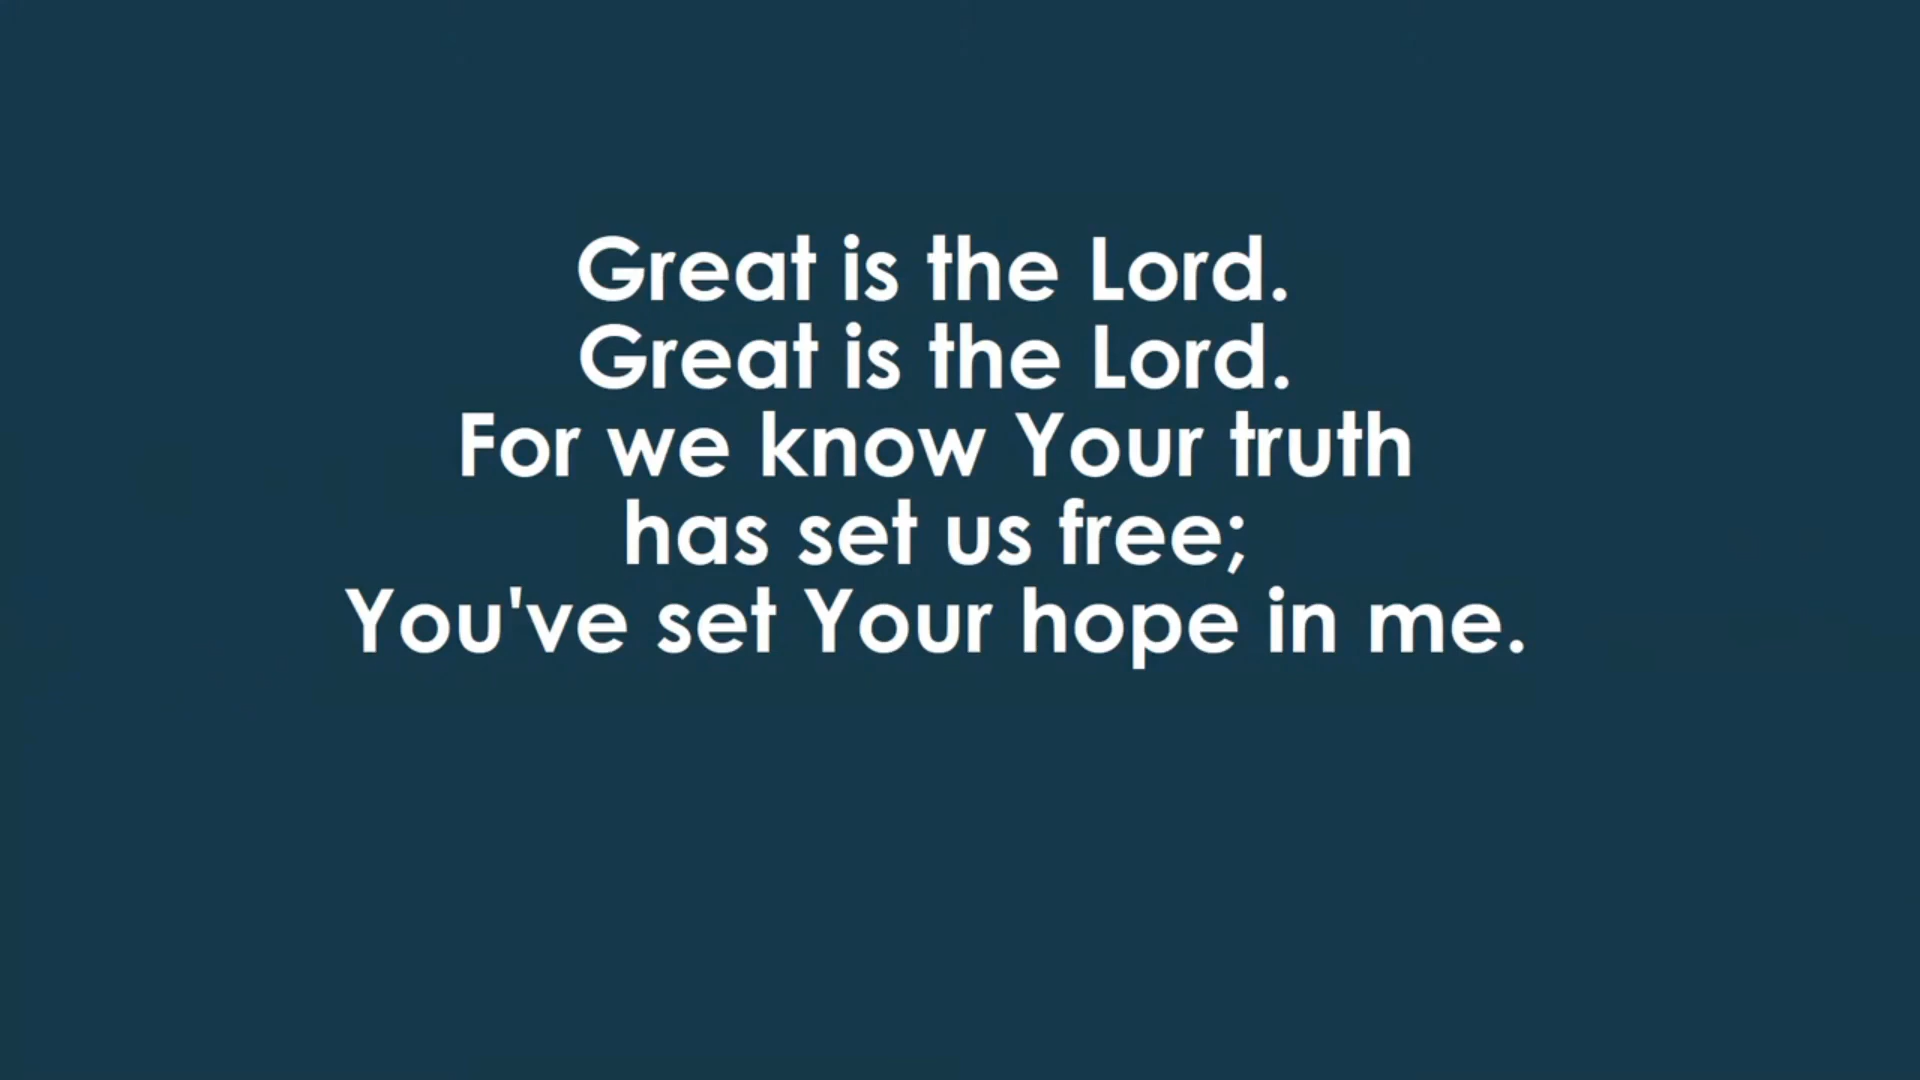 Great is the Lord.
Great is the Lord.
For we know Your truth
has set us free;
You've set Your hope in me.